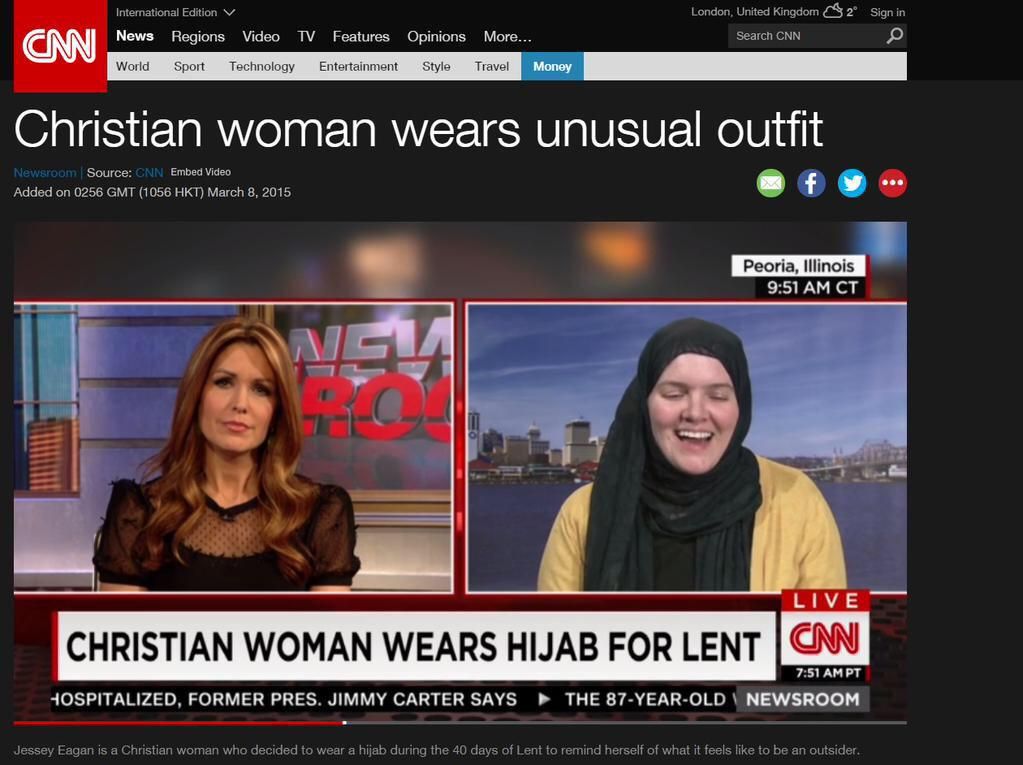 CNN
International Edition
London, United Kingdom 2° Sign in
News Regions Video TV Features Opinions More...
Search CNN
World Sport Technology Entertainment Style Travel Money
Christian woman wears unusual outfit
Newsroom | Source: CNN Embed Video
Added on 0256 GMT (1056 HKT) March 8, 2015
Peoria, Illinois
9:51 AM CT
NEW
ROO
LIVE
CHRISTIAN WOMAN WEARS HIJAB FOR LENT
CNN
7:51 AM PT
HOSPITALIZED, FORMER PRES. JIMMY CARTER SAYS THE 87-YEAR-OLD
NEWSROOM
Jessey Eagan is a Christian woman who decided to wear a hijab during the 40 days of Lent to remind herself of what it feels like to be an outsider.